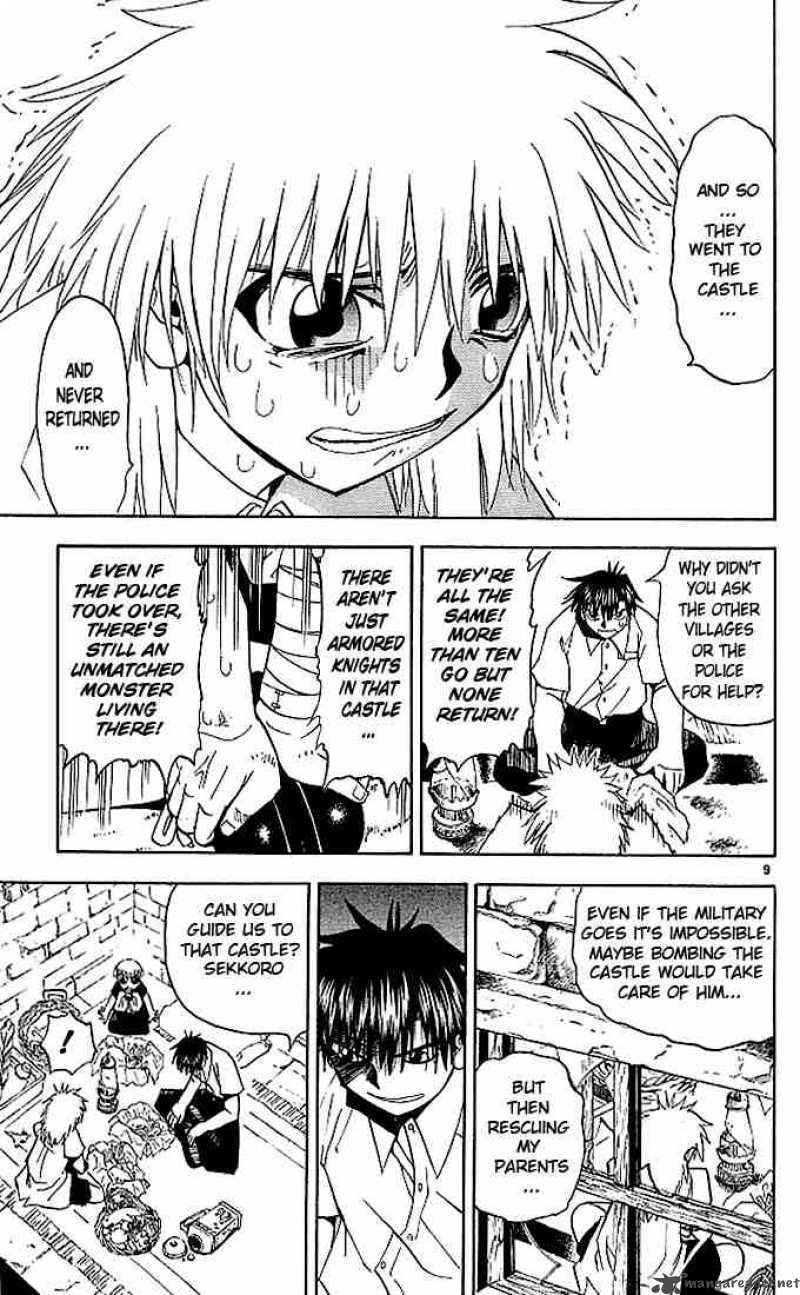 AND SO
...
THEY
WENT TO
THE
CASTLE
...
AND
NEVER
RETURNED
...
WHY DIDN'T
YOU ASK
THE OTHER
VILLAGES
OR THE
POLICE
FOR HELP?
THEY'RE
ALL THE
SAME!
MORE
THAN TEN
GO BUT
NONE
RETURN!
THERE
AREN'T
JUST
ARMORED
KNIGHTS
IN THAT
CASTLE
...
EVEN IF
THE POLICE
TOOK OVER,
THERE'S
STILL AN
UNMATCHED
MONSTER
LIVING
THERE!
9
EVEN IF THE MILITARY
GOES IT'S IMPOSSIBLE.
MAYBE BOMBING THE
CASTLE WOULD TAKE
CARE OF HIM...
BUT
THEN
RESCUING
MY
PARENTS
...
CAN YOU
GUIDE US TO
THAT CASTLE?
SEKKORO
...
!
mangareader.net